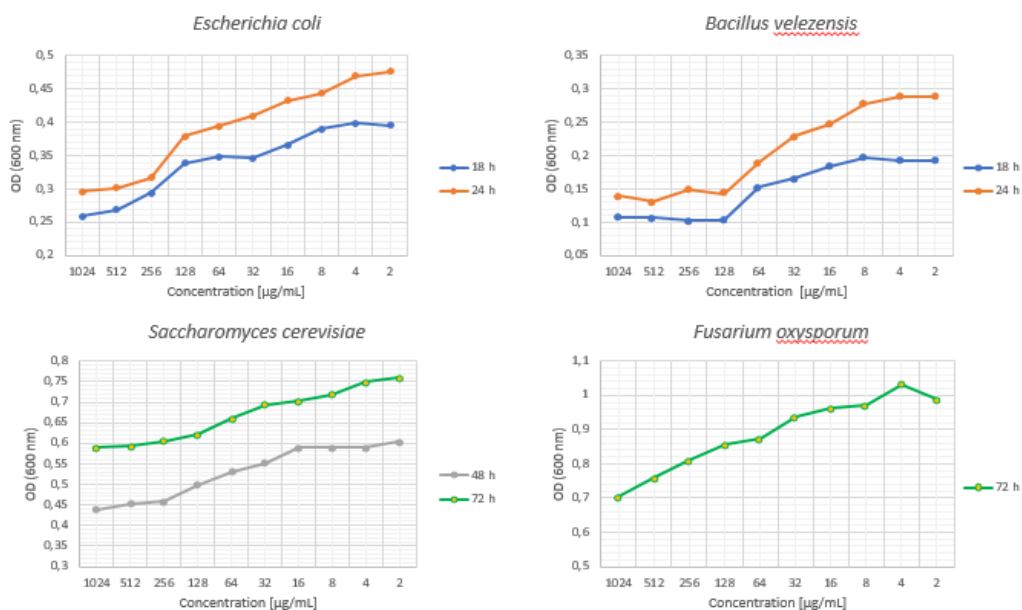 Escherichia coli
0,5
0,45
0,4
0,35
0,3
0,25
0,2
OD (600 nm)
1024 512 256 128 64 32 16 8 4 2
Concentration [µg/mL]
18 h
24 h
Bacillus velezensis
0,35
0,3
0,25
0,2
0,15
0,1
0,05
OD (600 nm)
1024 512 256 128 64 32 16 8 4 2
Concentration [µg/mL]
18 h
24 h
Saccharomyces cerevisiae
0,8
0,75
0,7
0,65
0,6
0,55
0,5
0,45
0,4
0,35
0,3
OD (600 nm)
1024 512 256 128 64 32 16 8 4 2
Concentration [µg/mL]
48 h
72 h
Fusarium oxysporum
1,1
1
0,9
0,8
0,7
0,6
0,5
OD (600 nm)
1024 512 256 128 64 32 16 8 4 2
Concentration [µg/mL]
72 h